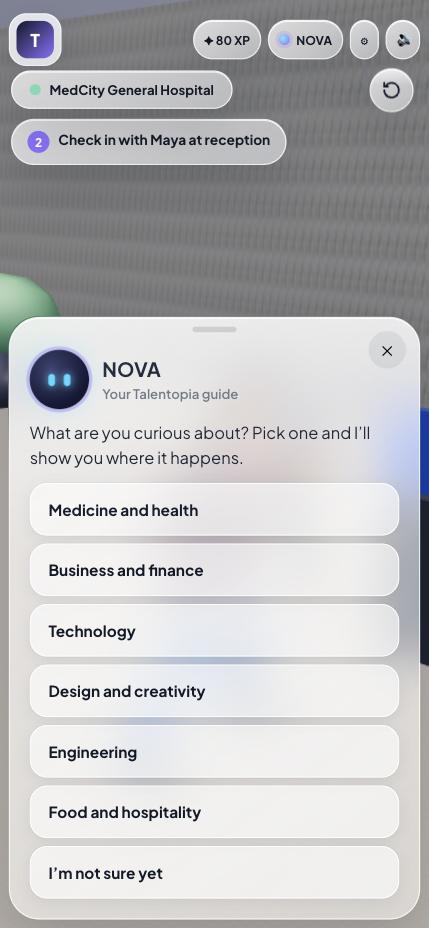 T
80 XP
NOVA
MedCity General Hospital
2
Check in with Maya at reception
NOVA
Your Talentopia guide
What are you curious about? Pick one and I’ll
show you where it happens.
Medicine and health
Business and finance
Technology
Design and creativity
Engineering
Food and hospitality
I’m not sure yet